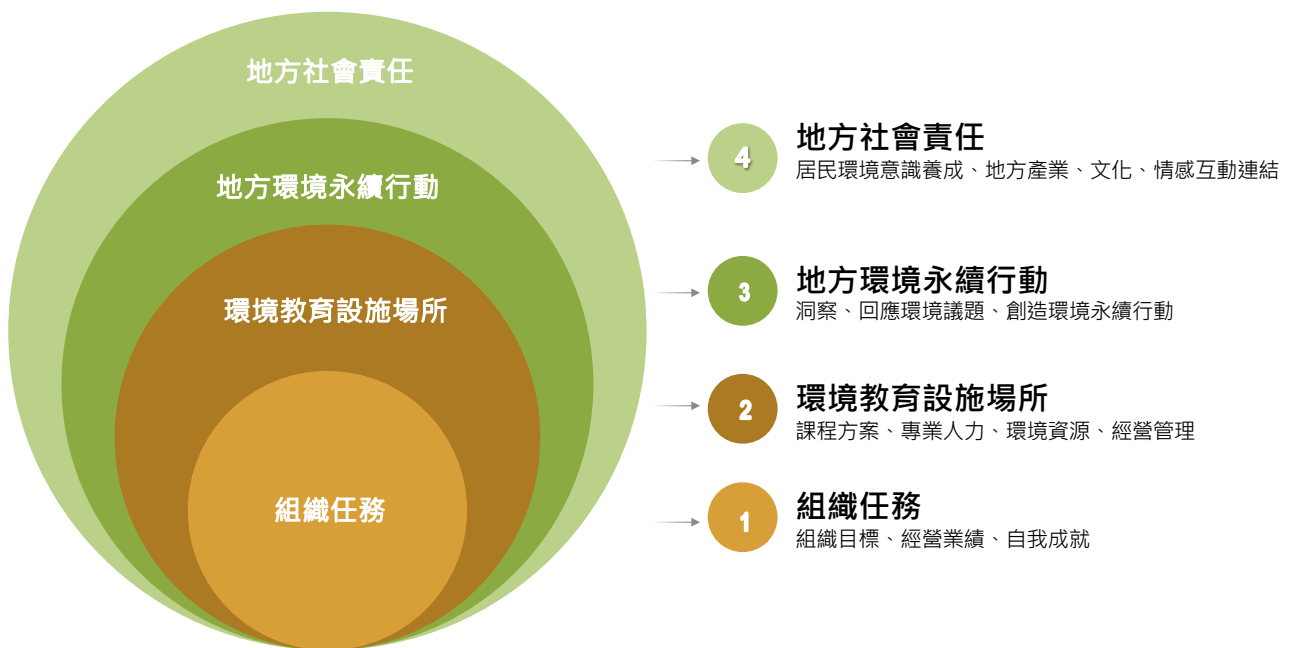 地方社會責任
地方環境永續行動
環境教育設施場所
組織任務
4
地方社會責任
居民環境意識養成、地方產業、文化、情感互動連結
3
地方環境永續行動
洞察、回應環境議題、創造環境永續行動
2
環境教育設施場所
課程方案、專業人力、環境資源、經營管理
1
組織任務
組織目標、經營業績、自我成就